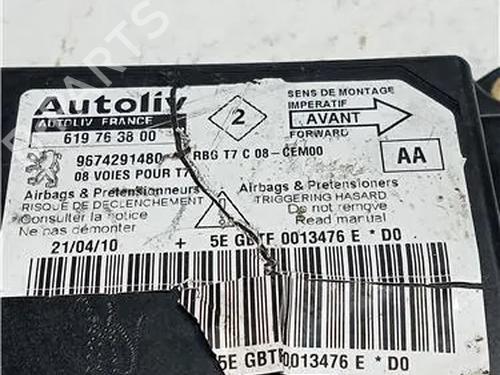 Autoliv
AUTOLIV FRANCE
619 76 38 00
2
SENS DE MONTAGE
IMPERATIF
AVANT
FORWARD
9674291480
RBG T7 C 08-CEM00
08 VOIES POUR T7
AA
Airbags & Pretensionneurs
RISQUE DE DECLENCHEMENT
Consulter la notice
Ne pas démonter
Airbags & Pretensioners
TRIGGERING HASARD
Do not remove
Read manual
21/04/10 + 5E GBTF 0013476 E * D0
5E GBTF 0013476 E * D0